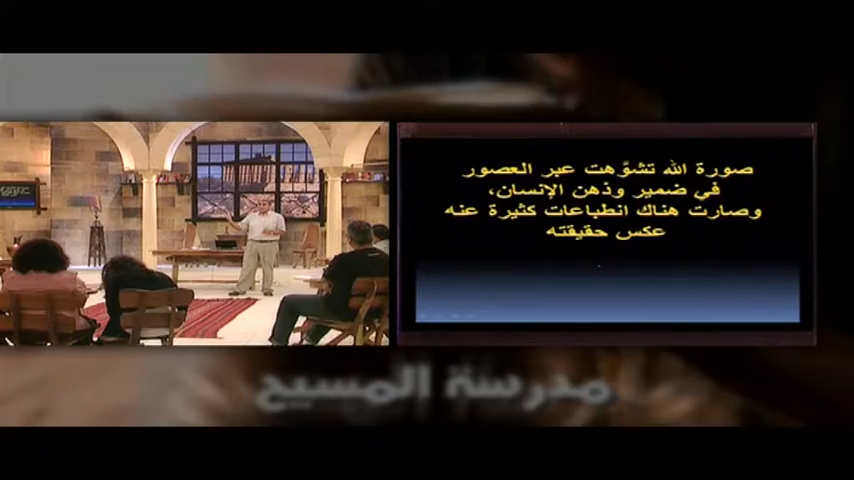 صورة الله تشوَّهت عبر العصور
في ضمير وذهن الإنسان،
وصارت هناك انطباعات كثيرة عنه
عكس حقيقته
مدرسة المسيح